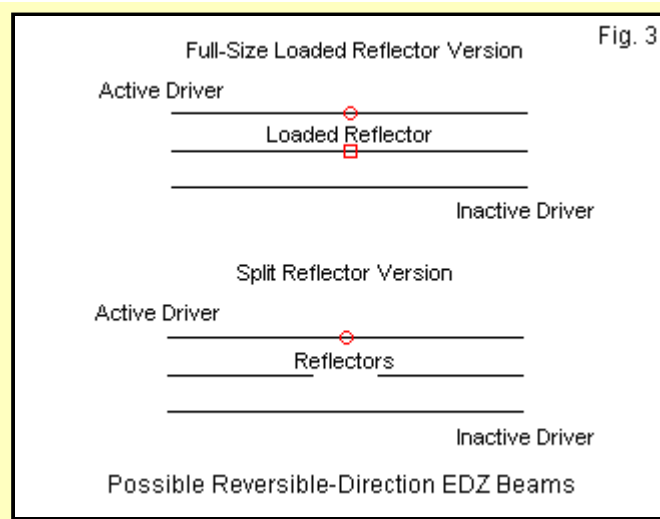 Fig. 3
Full-Size Loaded Reflector Version
Active Driver
Loaded Reflector
Inactive Driver
Split Reflector Version
Active Driver
Reflectors
Inactive Driver
Possible Reversible-Direction EDZ Beams